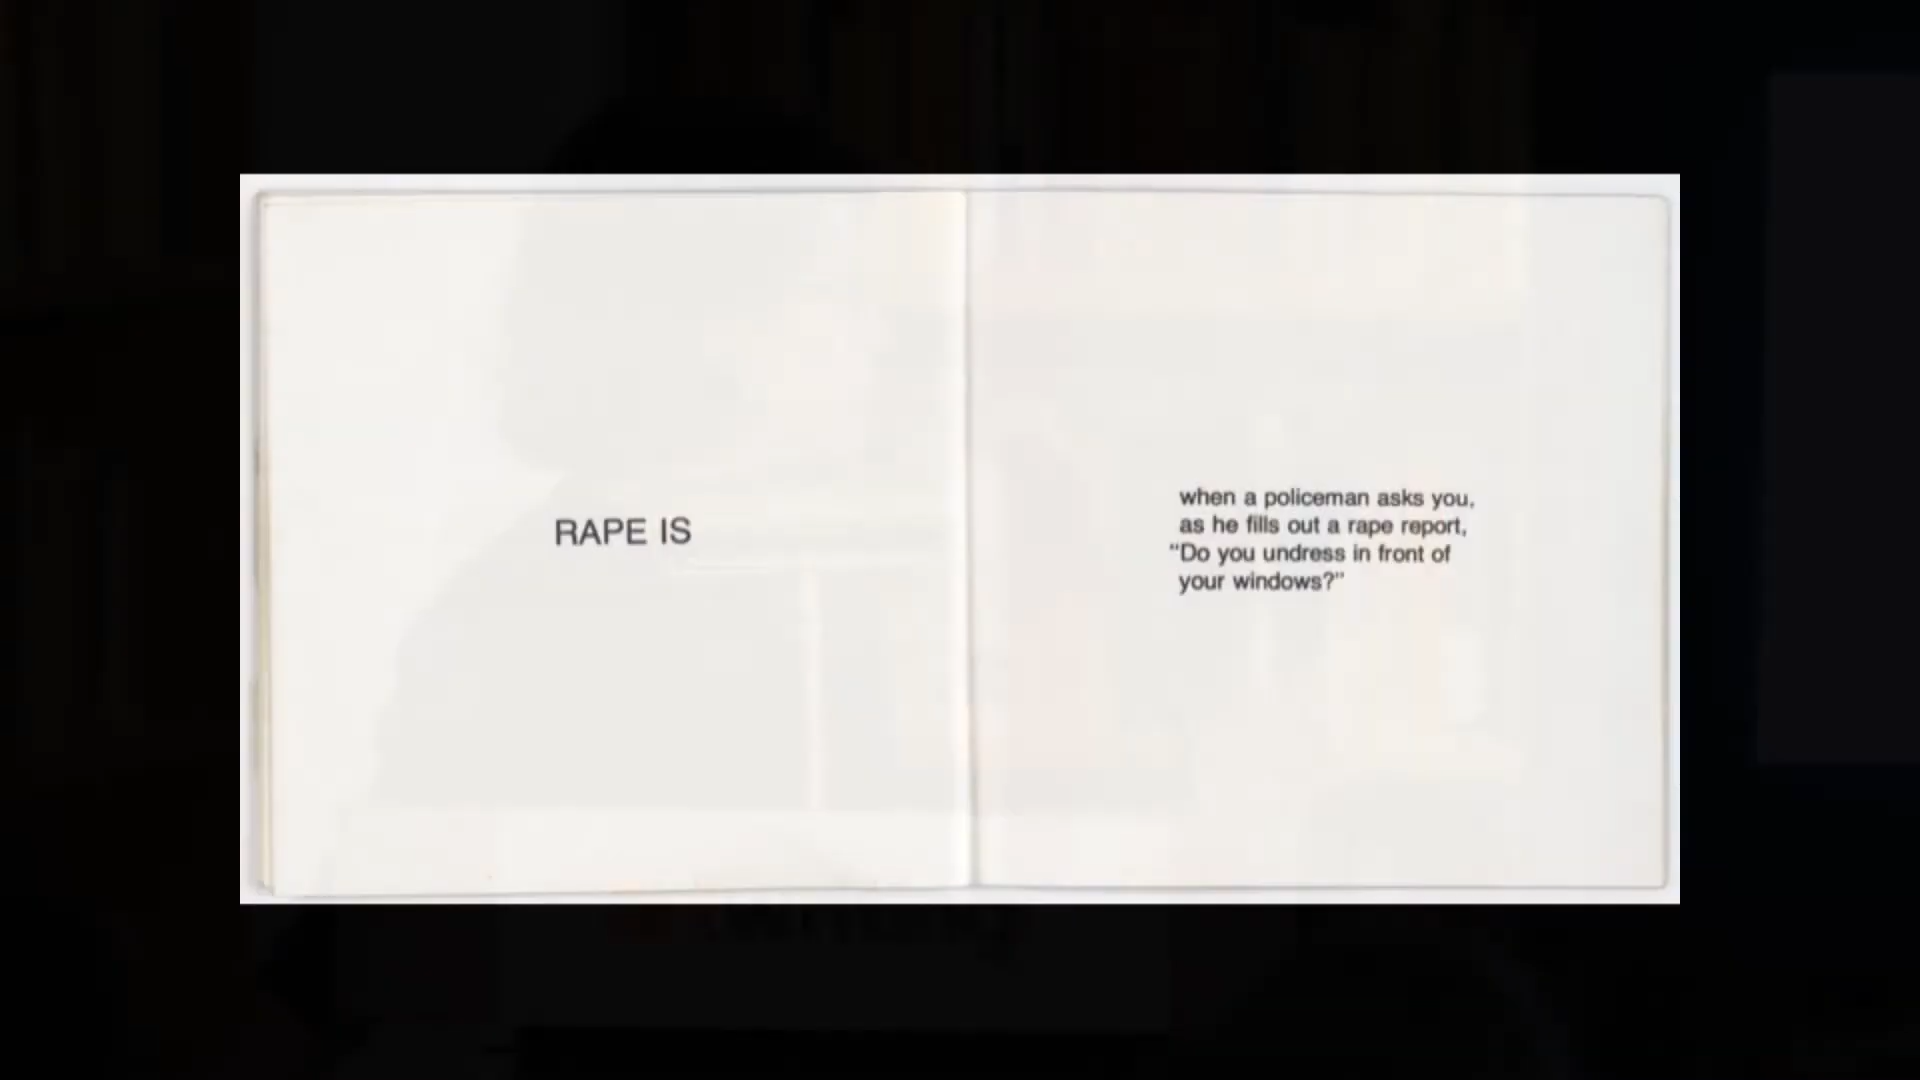 RAPE IS
when a policeman asks you,
as he fills out a rape report,
“Do you undress in front of
your windows?”